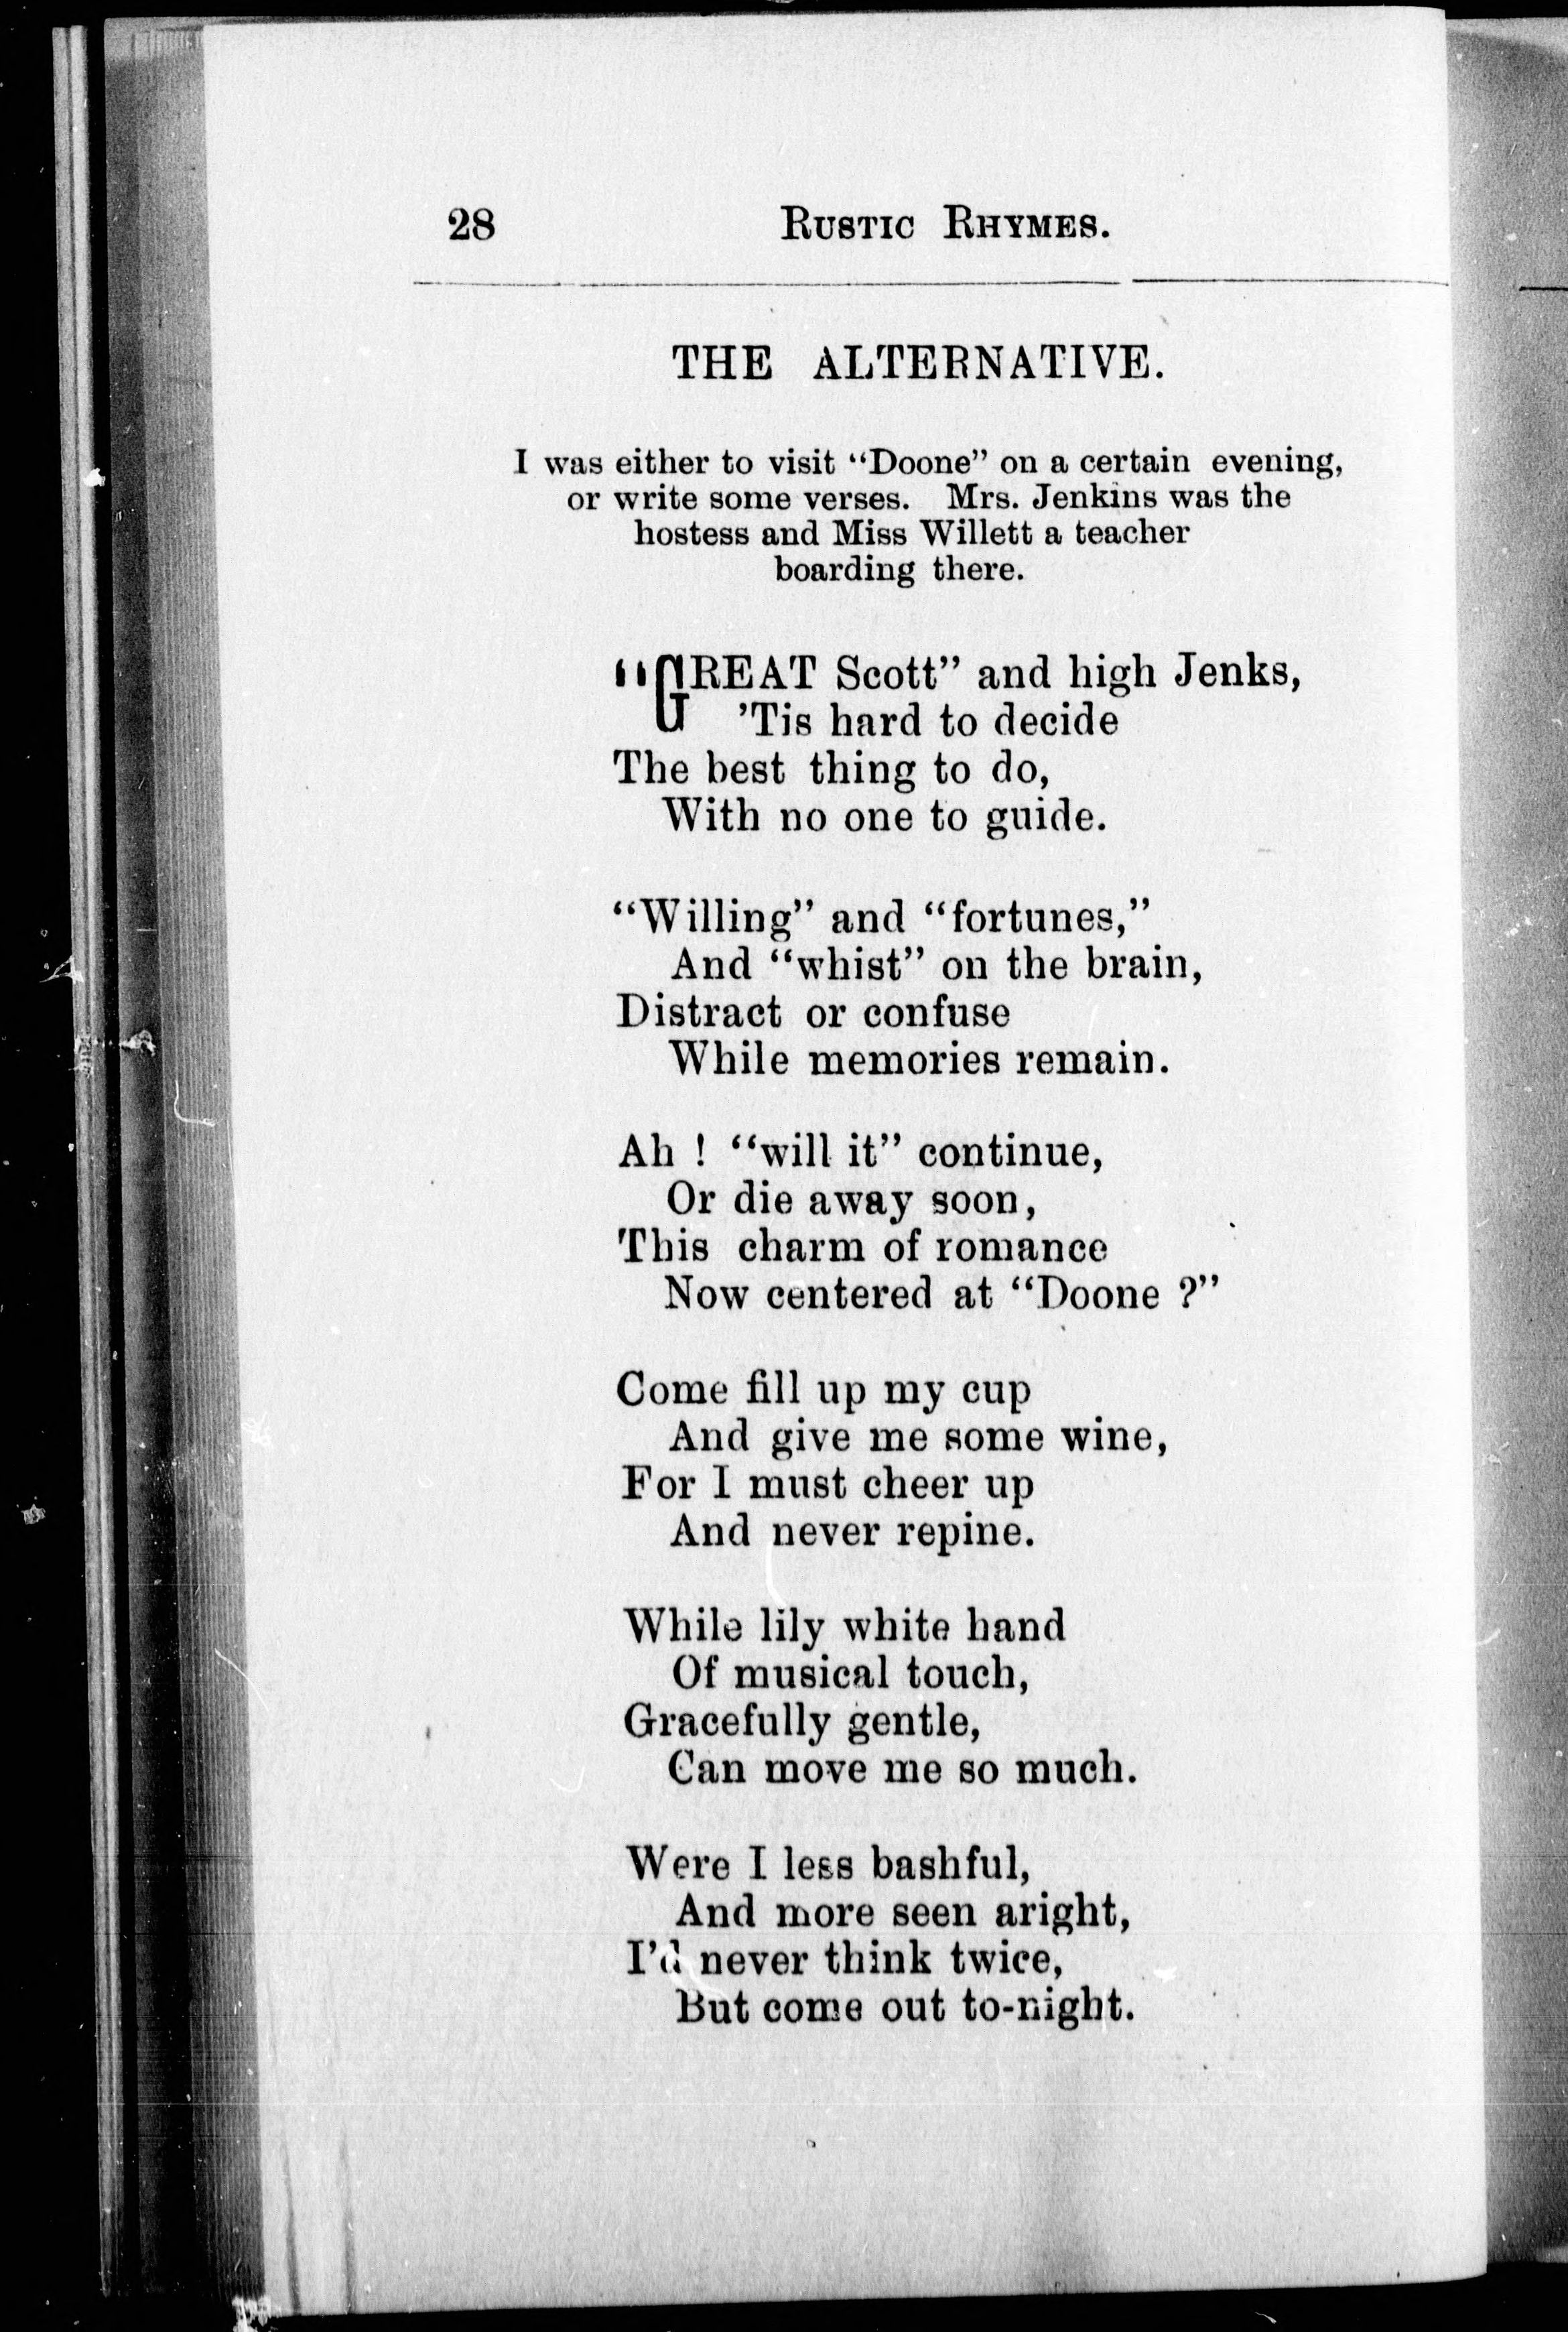 28 RUSTIC RHYMES.
THE ALTERNATIVE.
I was either to visit “Doone” on a certain evening,
or write some verses. Mrs. Jenkins was the
hostess and Miss Willett a teacher
boarding there.
“GREAT Scott” and high Jenks,
’Tis hard to decide
The best thing to do,
With no one to guide.
“Willing” and “fortunes,”
And “whist” on the brain,
Distract or confuse
While memories remain.
Ah ! “will it” continue,
Or die away soon,
This charm of romance
Now centered at “Doone ?”
Come fill up my cup
And give me some wine,
For I must cheer up
And never repine.
While lily white hand
Of musical touch,
Gracefully gentle,
Can move me so much.
Were I less bashful,
And more seen aright,
I’d never think twice,
But come out to-night.